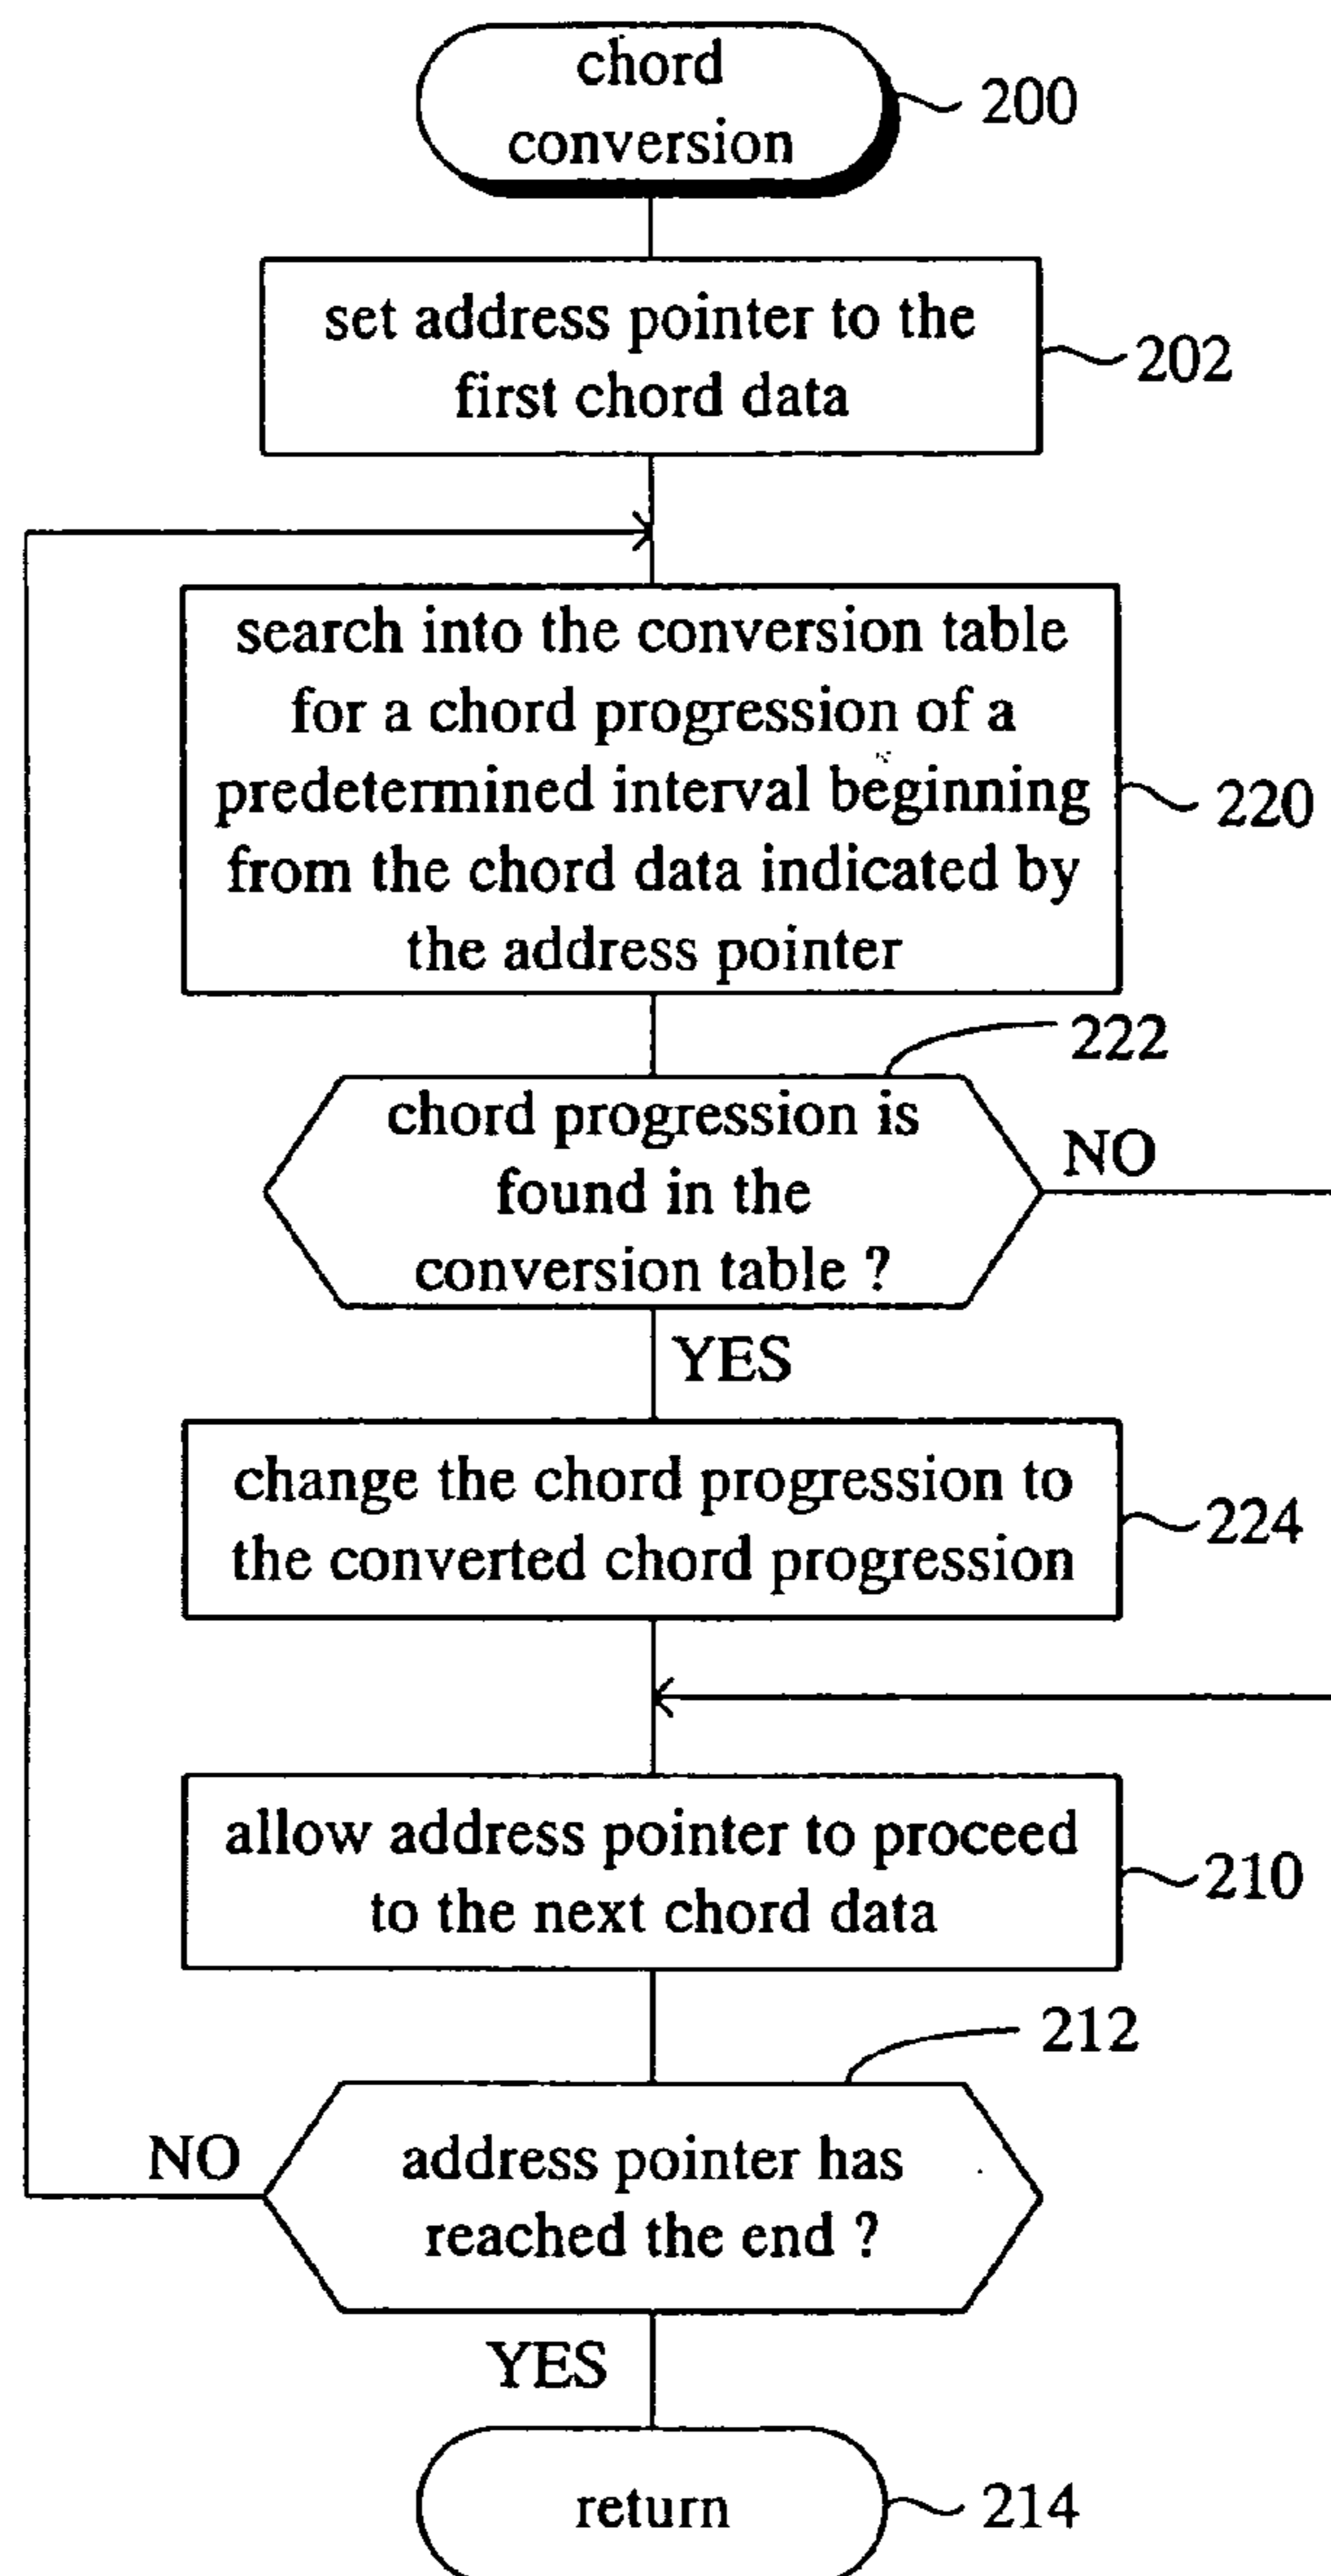 chord
conversion
200
set address pointer to the
first chord data
202
search into the conversion table
for a chord progression of a
predetermined interval beginning
from the chord data indicated by
the address pointer
220
222
chord progression is
found in the
conversion table ?
NO
YES
change the chord progression to
the converted chord progression
224
allow address pointer to proceed
to the next chord data
210
212
NO
address pointer has
reached the end ?
YES
return
214